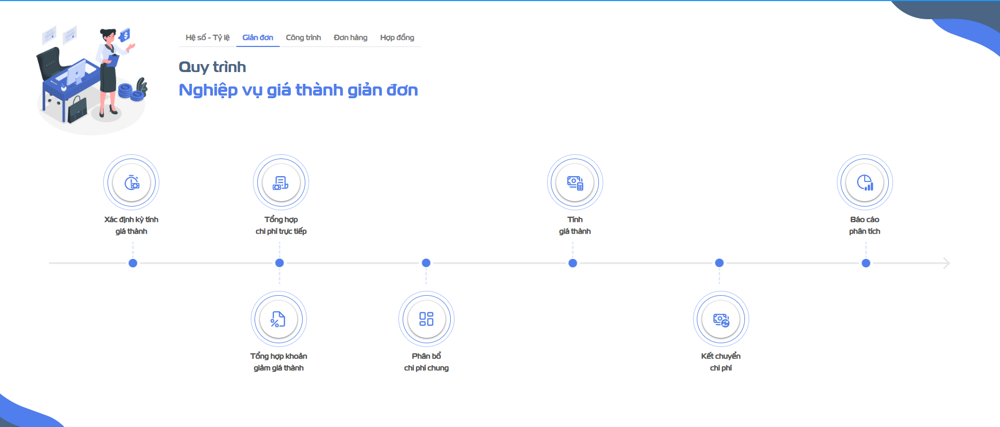 Hệ số - Tỷ lệ Giản đơn Công trình Đơn hàng Hợp đồng
Quy trình
Nghiệp vụ giá thành giản đơn
$
Xác định kỳ tính
giá thành
Tổng hợp
chi phí trực tiếp
Tính
giá thành
Báo cáo
phân tích
Tổng hợp khoản
giảm giá thành
Phân bổ
chi phí chung
Kết chuyển
chi phí